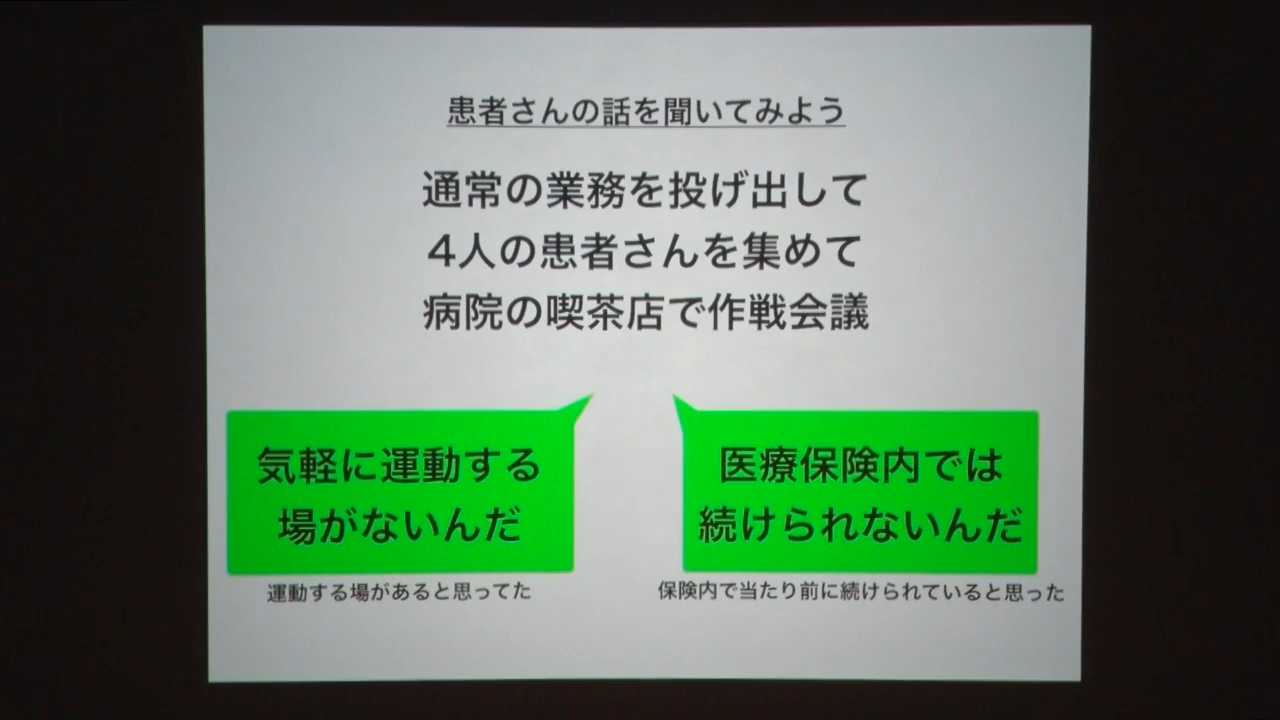 患者さんの話を聞いてみよう
通常の業務を投げ出して
4人の患者さんを集めて
病院の喫茶店で作戦会議
気軽に運動する
場がないんだ
運動する場があると思ってた
医療保険内では
続けられないんだ
保険内で当たり前に続けられていると思った